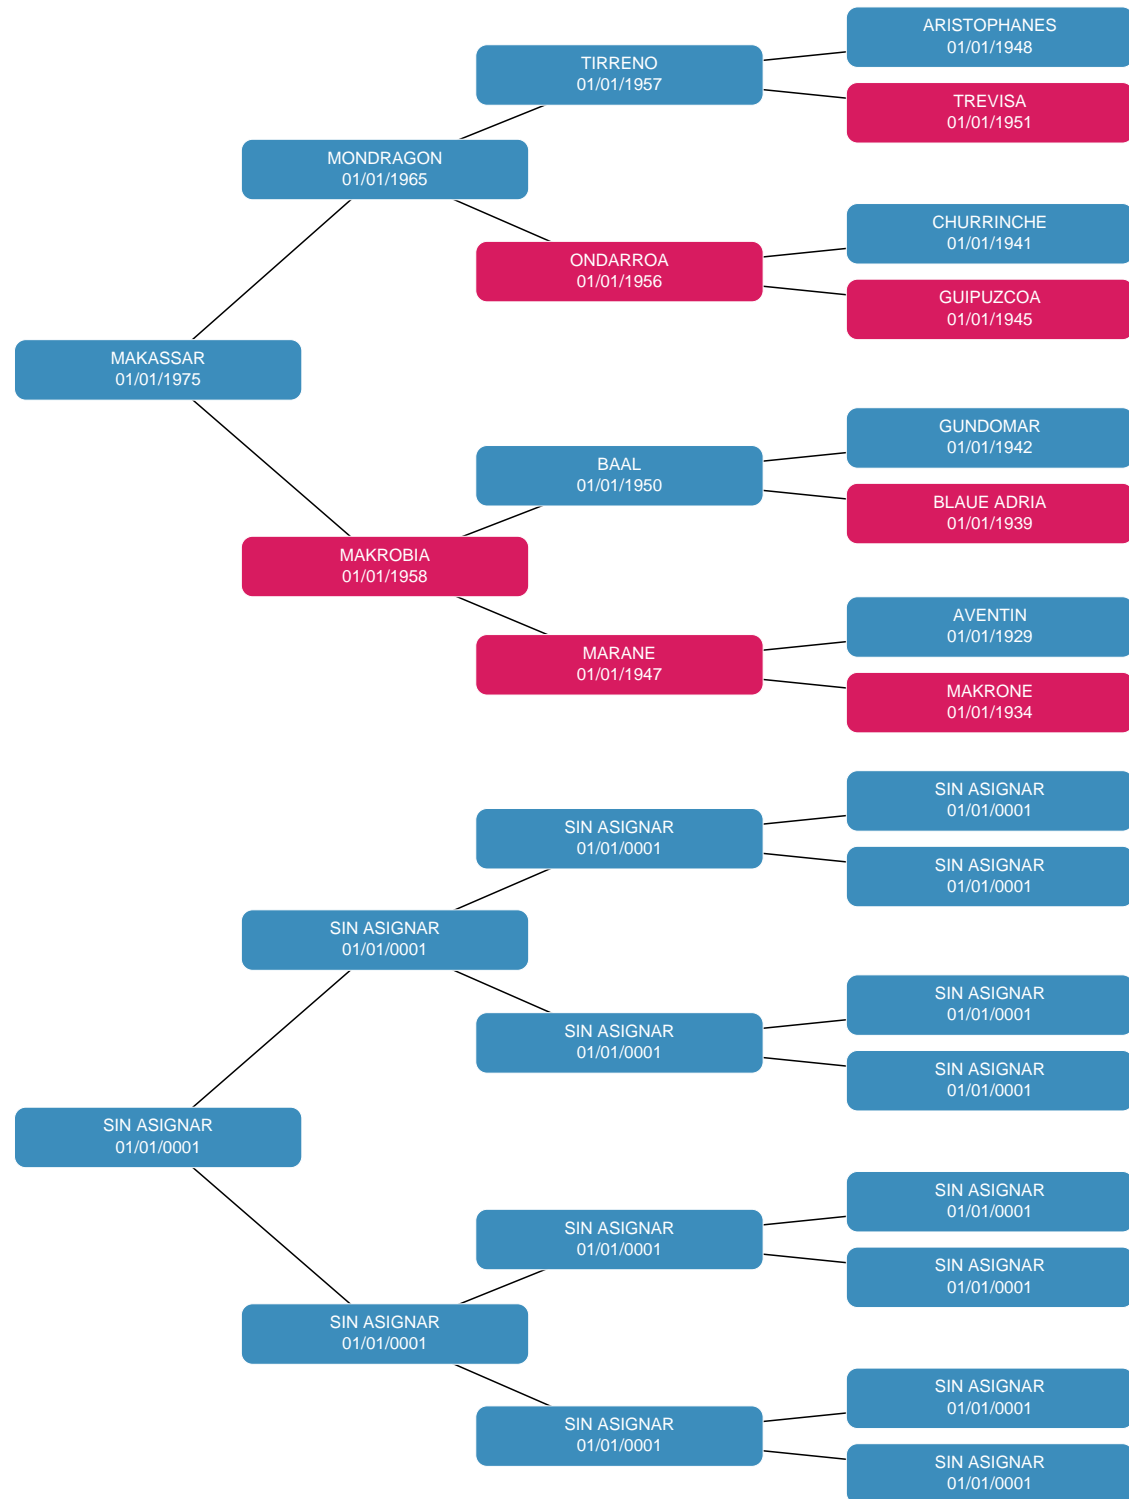 ARISTOPHANES
01/01/1948
TIRRENO
01/01/1957
TREVISA
01/01/1951
MONDRAGON
01/01/1965
CHURRINCHE
01/01/1941
ONDARROA
01/01/1956
GUIPUZCOA
01/01/1945
MAKASSAR
01/01/1975
GUNDOMAR
01/01/1942
BAAL
01/01/1950
BLAUE ADRIA
01/01/1939
MAKROBIA
01/01/1958
AVENTIN
01/01/1929
MARANE
01/01/1947
MAKRONE
01/01/1934
SIN ASIGNAR
01/01/0001
SIN ASIGNAR
01/01/0001
SIN ASIGNAR
01/01/0001
SIN ASIGNAR
01/01/0001
SIN ASIGNAR
01/01/0001
SIN ASIGNAR
01/01/0001
SIN ASIGNAR
01/01/0001
SIN ASIGNAR
01/01/0001
SIN ASIGNAR
01/01/0001
SIN ASIGNAR
01/01/0001
SIN ASIGNAR
01/01/0001
SIN ASIGNAR
01/01/0001
SIN ASIGNAR
01/01/0001
SIN ASIGNAR
01/01/0001
SIN ASIGNAR
01/01/0001